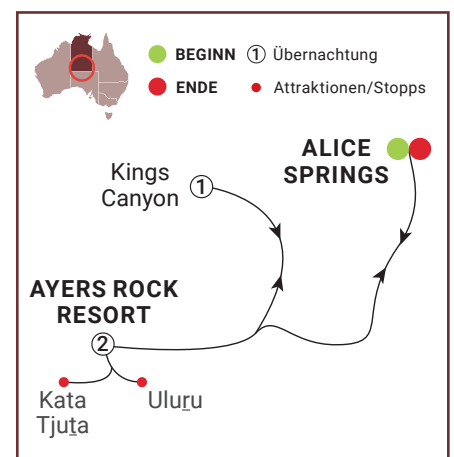 BEGINN ① Übernachtung
ENDE Attraktionen/Stopps
ALICE
SPRINGS
Kings
Canyon
1
AYERS ROCK
RESORT
2
Kata
Tjuṯa
Uluṟu